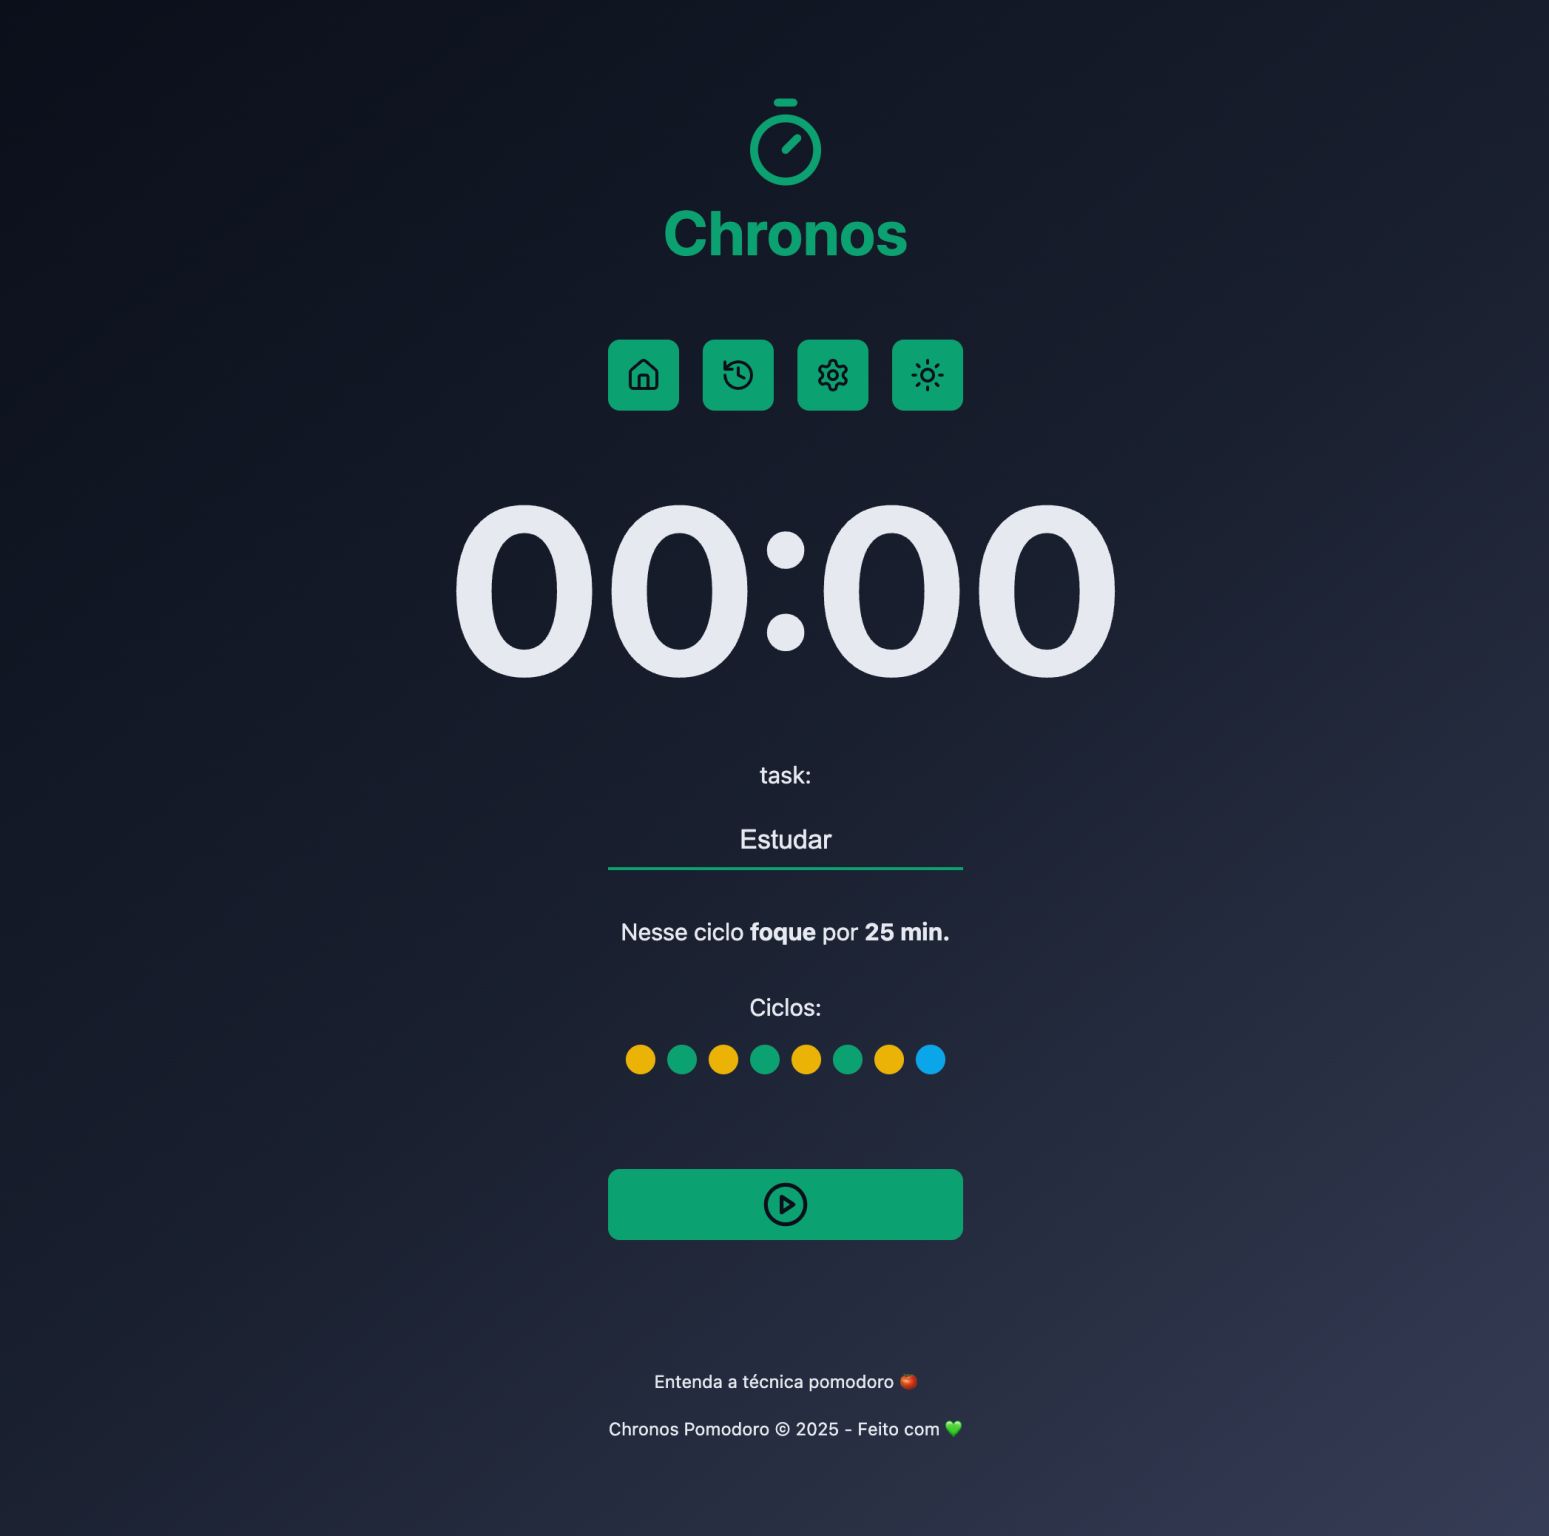 Chronos
00:00
task:
Estudar
Nesse ciclo foque por 25 min.
Ciclos:
Entenda a técnica pomodoro 🍅
Chronos Pomodoro © 2025 - Feito com 💚